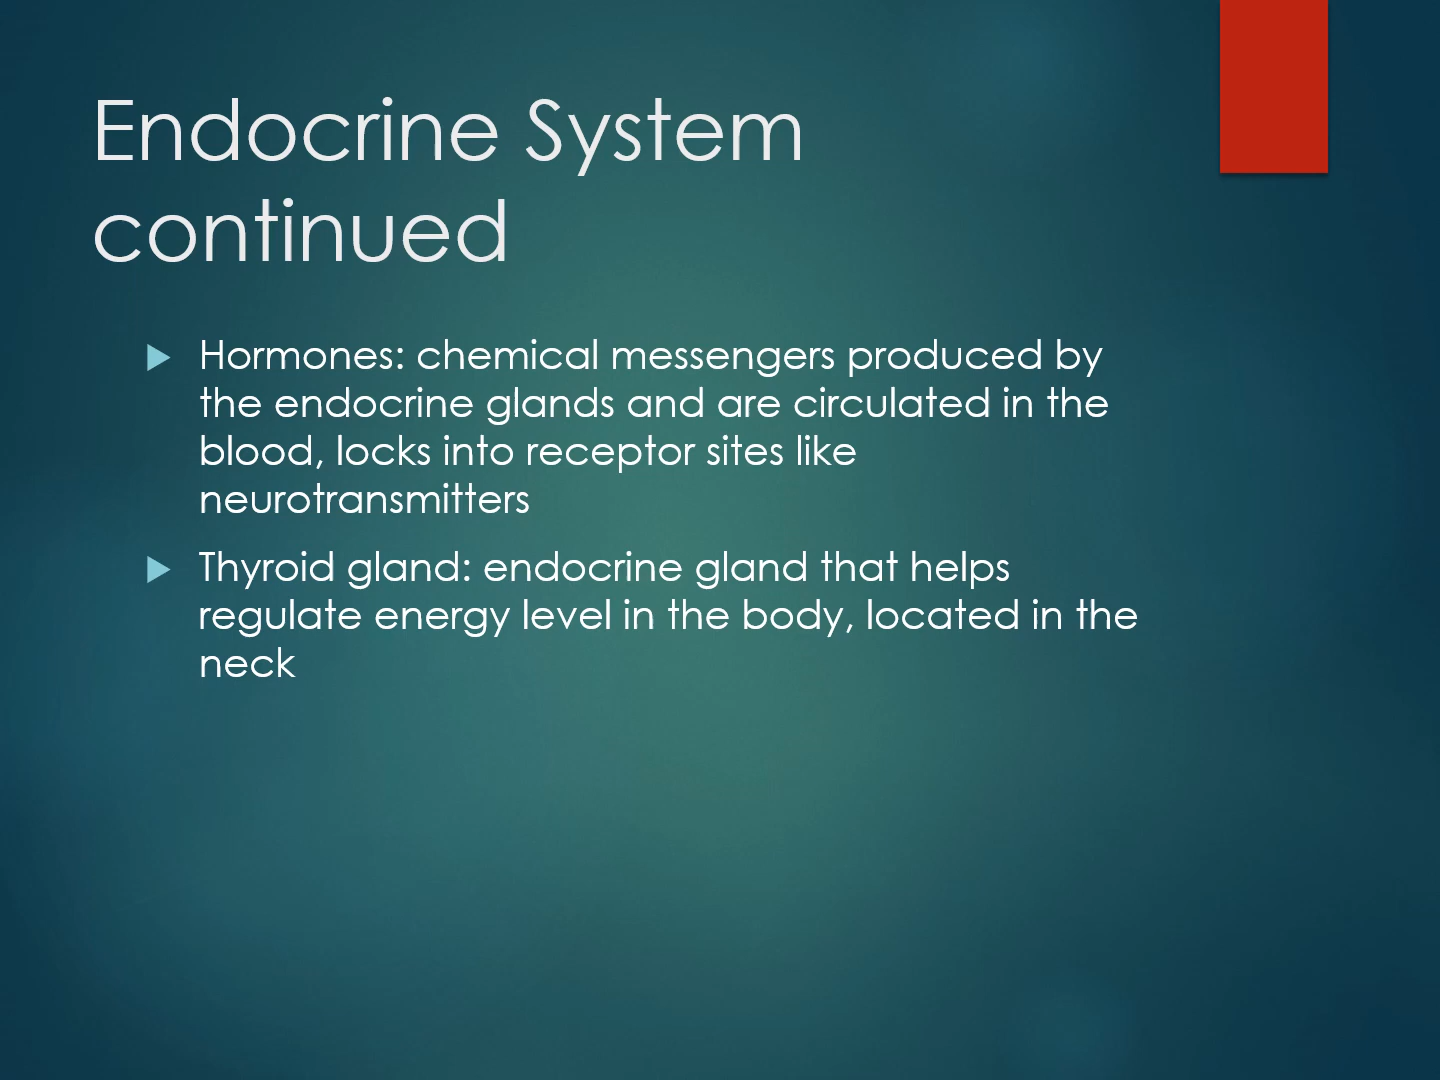 Endocrine System
continued
Hormones: chemical messengers produced by
the endocrine glands and are circulated in the
blood, locks into receptor sites like
neurotransmitters
Thyroid gland: endocrine gland that helps
regulate energy level in the body, located in the
neck